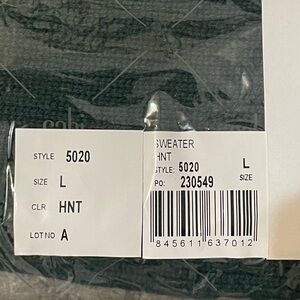 STYLE 5020
SIZE L
CLR HNT
LOT NO A
SWEATER
HNT
STYLE: 5020 L
PO: 230549 SIZE
845611 637012